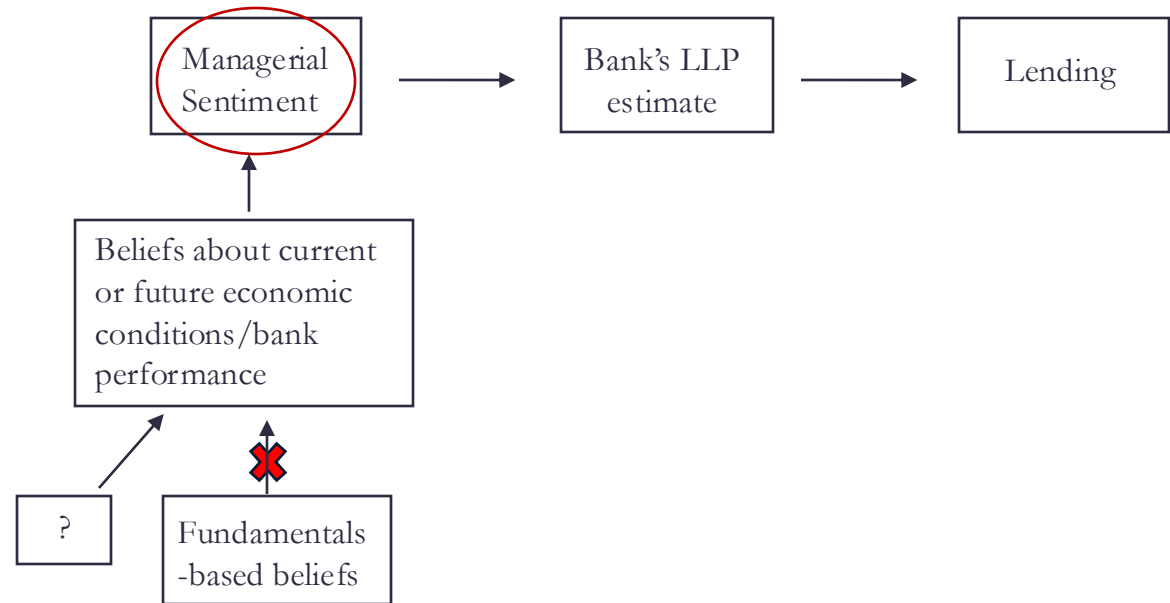 Managerial
Sentiment
Bank's LLP
estimate
Lending
Beliefs about current
or future economic
conditions/bank
performance
?
Fundamentals
-based beliefs